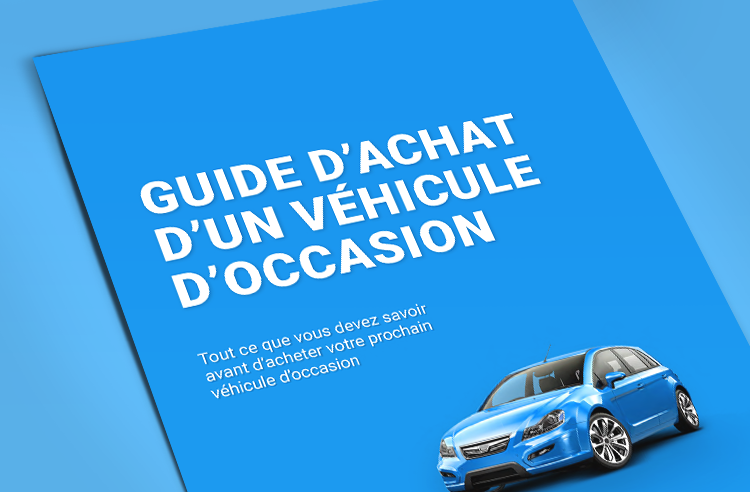 GUIDE D’ACHAT
D’UN VÉHICULE
D’OCCASION
Tout ce que vous devez savoir
avant d'acheter votre prochain
véhicule d'occasion